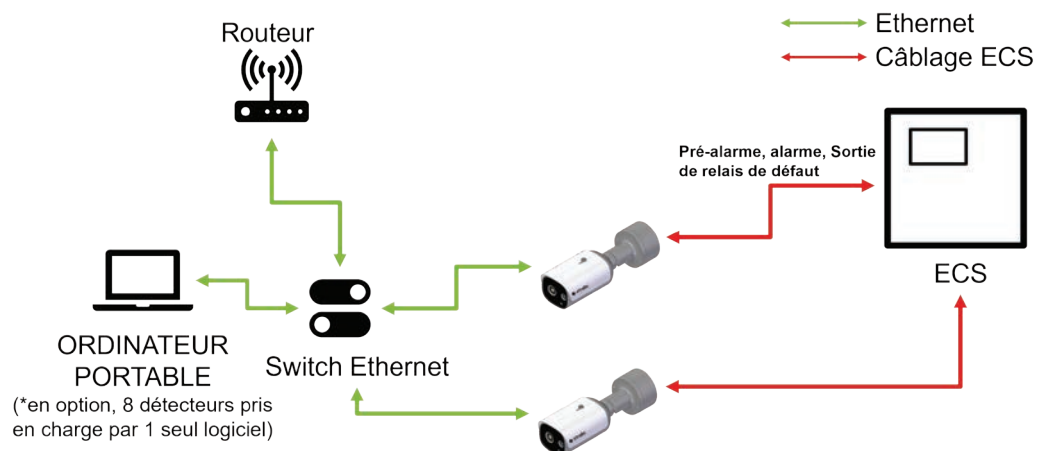 Routeur
Ethernet
Câblage ECS
Pré-alarme, alarme, Sortie
de relais de défaut
ECS
ORDINATEUR
PORTABLE
(*en option, 8 détecteurs pris
en charge par 1 seul logiciel)
Switch Ethernet